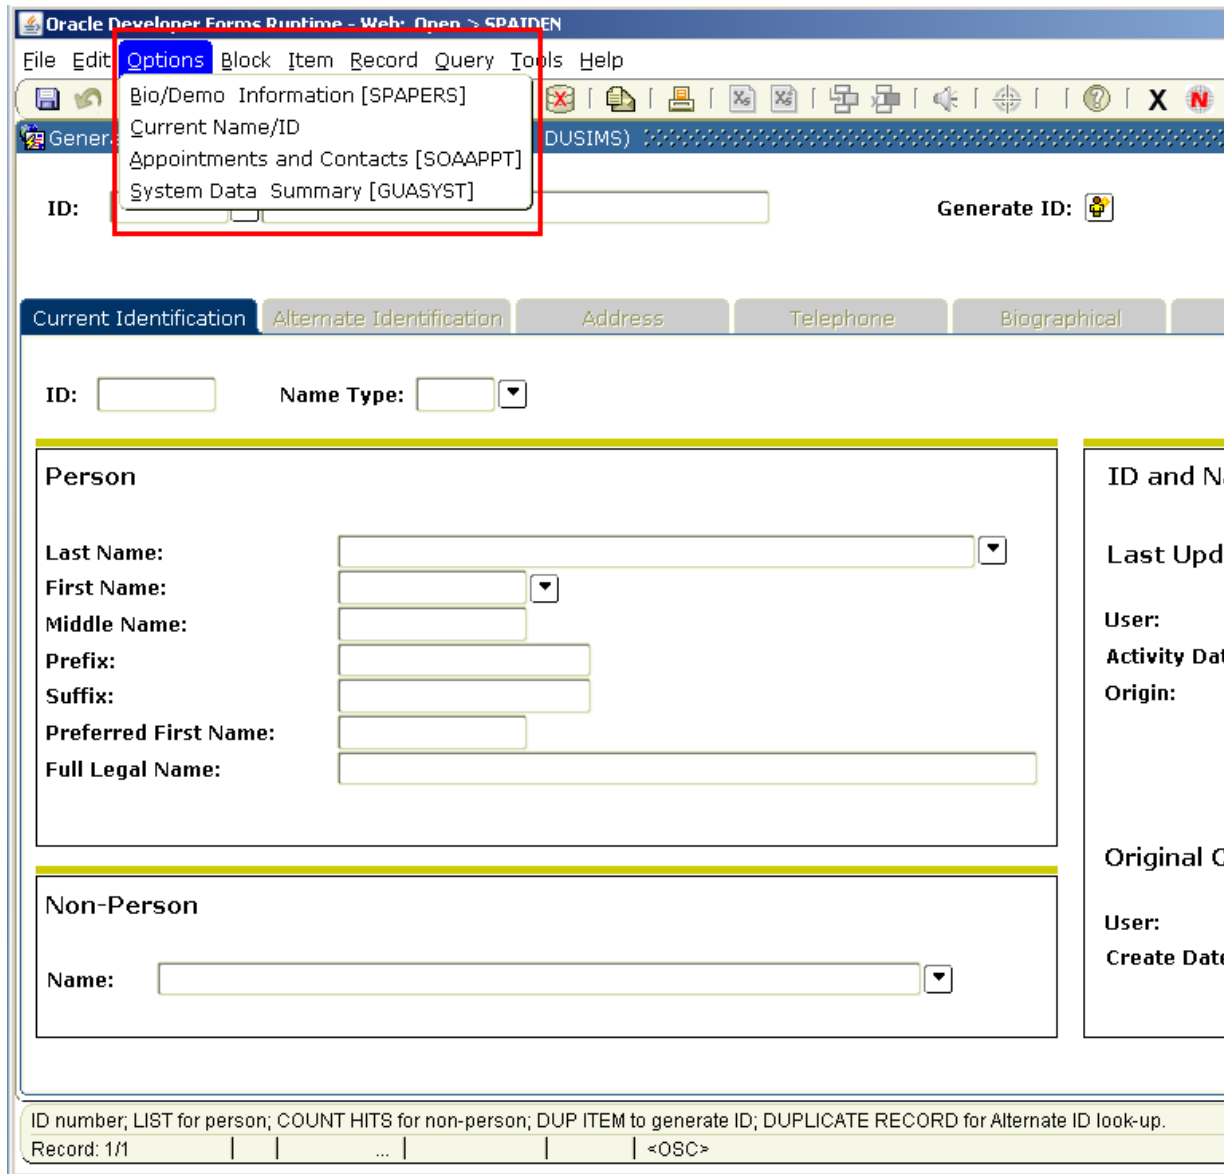 Oracle Developer Forms Runtime - Web: Open > SPAIDEN
File Edit Options Block Item Record Query Tools Help
Bio/Demo Information [SPAPERS]
X N
Current Name/ID
DUSIMS)
Appointments and Contacts [SOAAPPT]
System Data Summary [GUASYST]
ID:
Generate ID:
Current Identification Alternate Identification Address Telephone Biographical
ID: Name Type:
Person
Last Name:
First Name:
Middle Name:
Prefix:
Suffix:
Preferred First Name:
Full Legal Name:
Non-Person
Name:
ID and Na
Last Upd
User:
Activity Dat
Origin:
Original
User:
Create Date
ID number; LIST for person; COUNT HITS for non-person; DUP ITEM to generate ID; DUPLICATE RECORD for Alternate ID look-up.
Record: 1/1 ... <OSC>